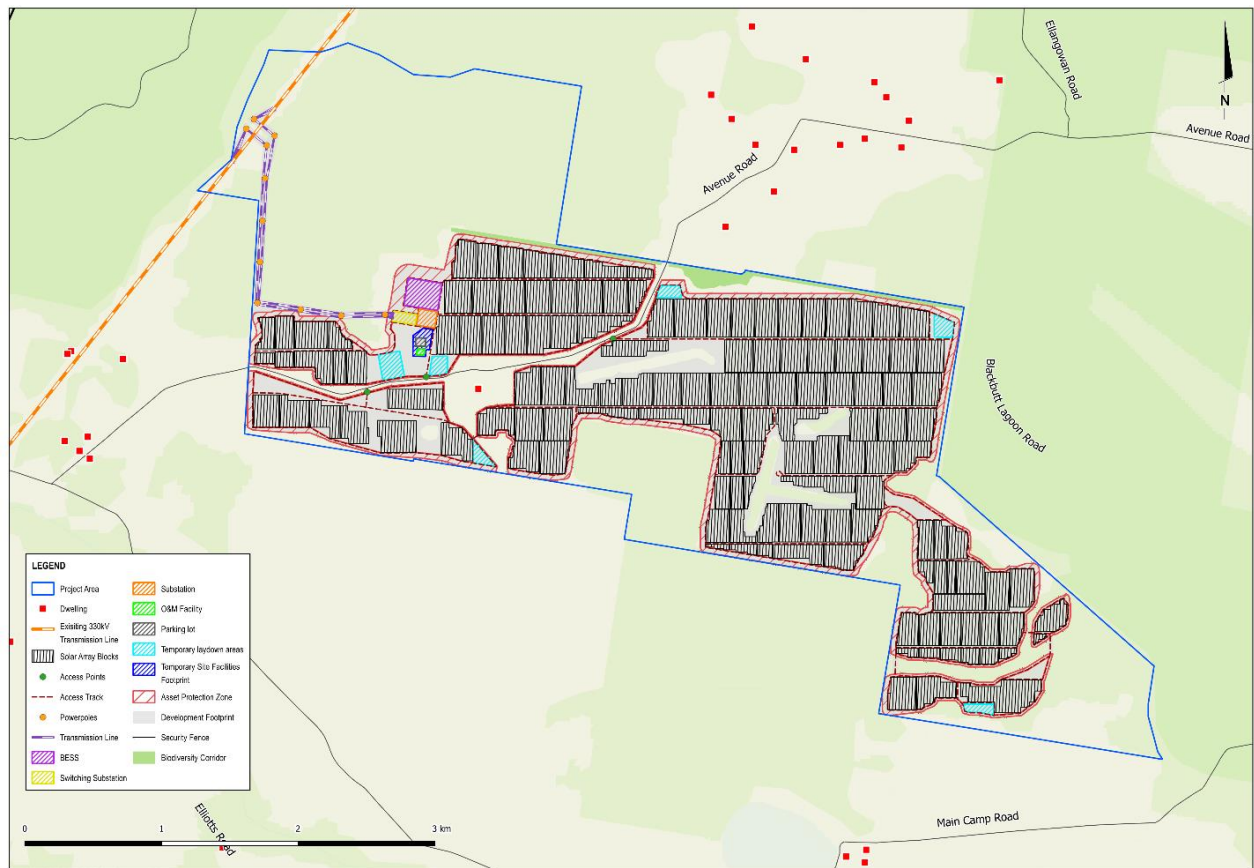 Ellangowan Road
N
Avenue Road
Avenue Road
Blackbutt Lagoon Road
LEGEND
Project Area
Dwelling
Exisiting 330kV
Transmission Line
Solar Array Blocks
Access Points
Access Track
Powerpoles
Transmission Line
BESS
Switching Substation
Substation
O&M Facility
Parking lot
Temporary laydown areas
Temporary Site Facilities
Footprint
Asset Protection Zone
Development Footprint
Security Fence
Biodiversity Corridor
Elliotts Road
Main Camp Road
0 1 2 3 km